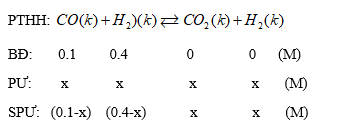 PTHH: CO(k)+H₂)(k)⇄CO₂(k)+H₂(k)
BĐ: 0.1 0.4 0 0 (M)
PƯ: x x x x (M)
SPƯ: (0.1-x) (0.4-x) x x (M)